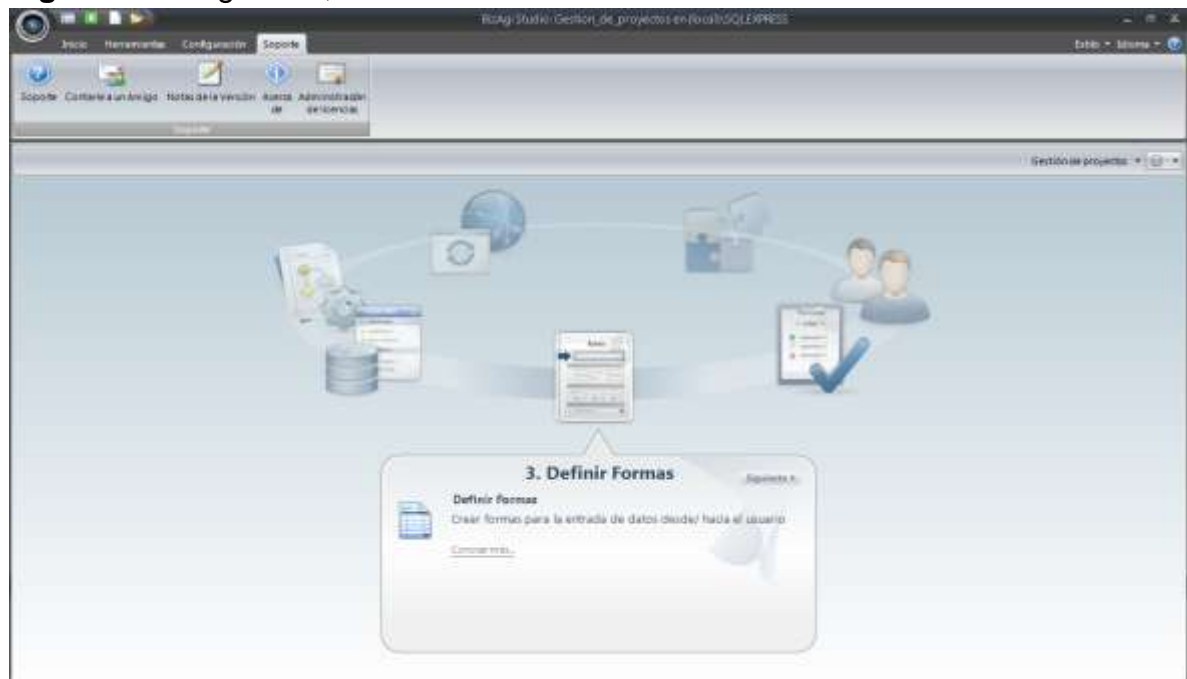 BizAgi Studio: Gestion_de_proyectos en (local)\SQLEXPRESS
Inicio Herramientas Configuración Soporte
Estilo Idioma
Soporte Contarle a un Amigo Notas de la Versión Acerca de Administración de licencias
Soporte
Gestión de proyectos
3. Definir Formas
Siguiente
Definir Formas
Crear formas para la entrada de datos desde/ hacia el usuario
Conocer más...